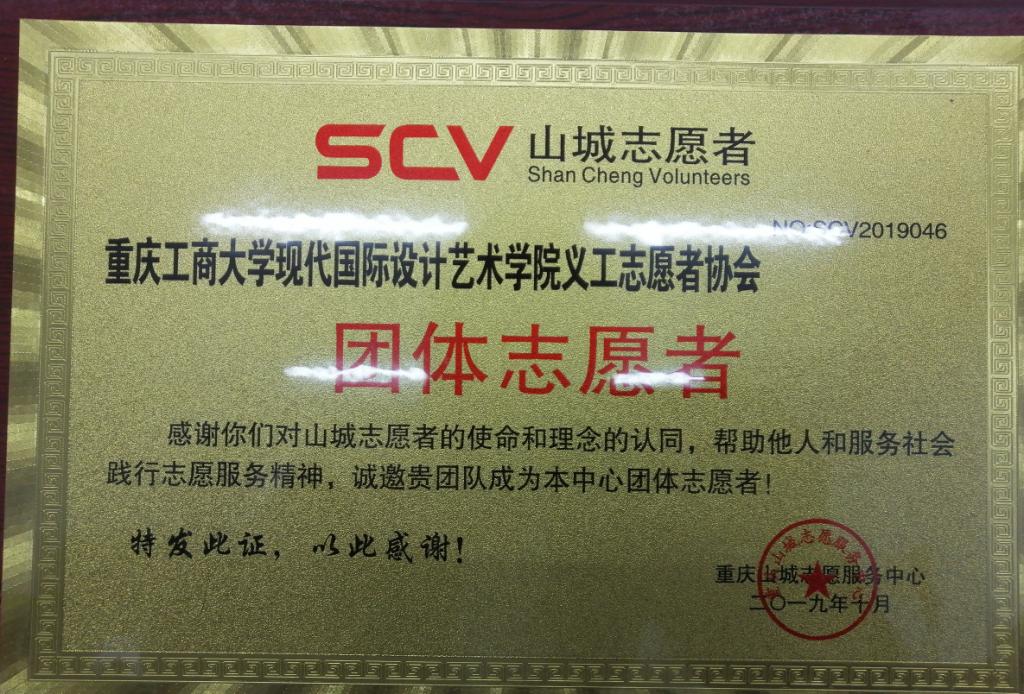 SCV 山城志愿者
Shan Cheng Volunteers
NO:SCV2019046
重庆工商大学现代国际设计艺术学院义工志愿者协会
团体志愿者
感谢你们对山城志愿者的使命和理念的认同，帮助他人和服务社会
践行志愿服务精神，诚邀贵团队成为本中心团体志愿者！
特发此证，以此感谢！
重庆山城志愿服务中心
二〇一九年十月